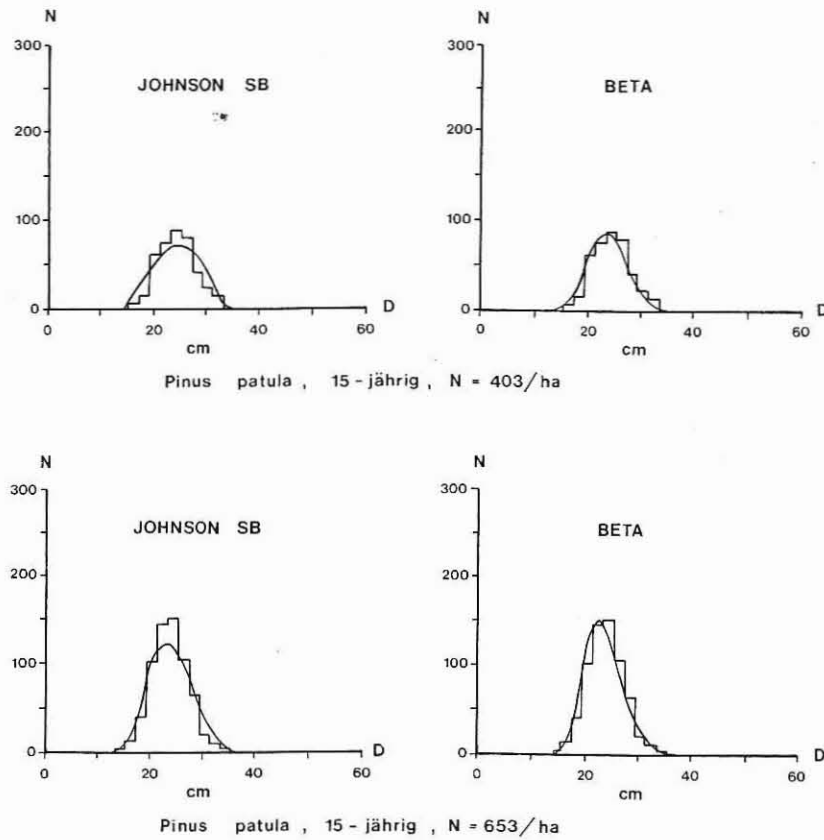 N
N
300
300
JOHNSON SB
BETA
200
200
100
100
0
0
0
20
40
60
D
0
20
40
60
D
cm
cm
Pinus patula , 15 - jährig , N = 403/ha
N
N
300
300
JOHNSON SB
BETA
200
200
100
100
0
0
0
20
40
60
D
0
20
40
60
D
cm
cm
Pinus patula , 15 - jährig , N = 653/ha